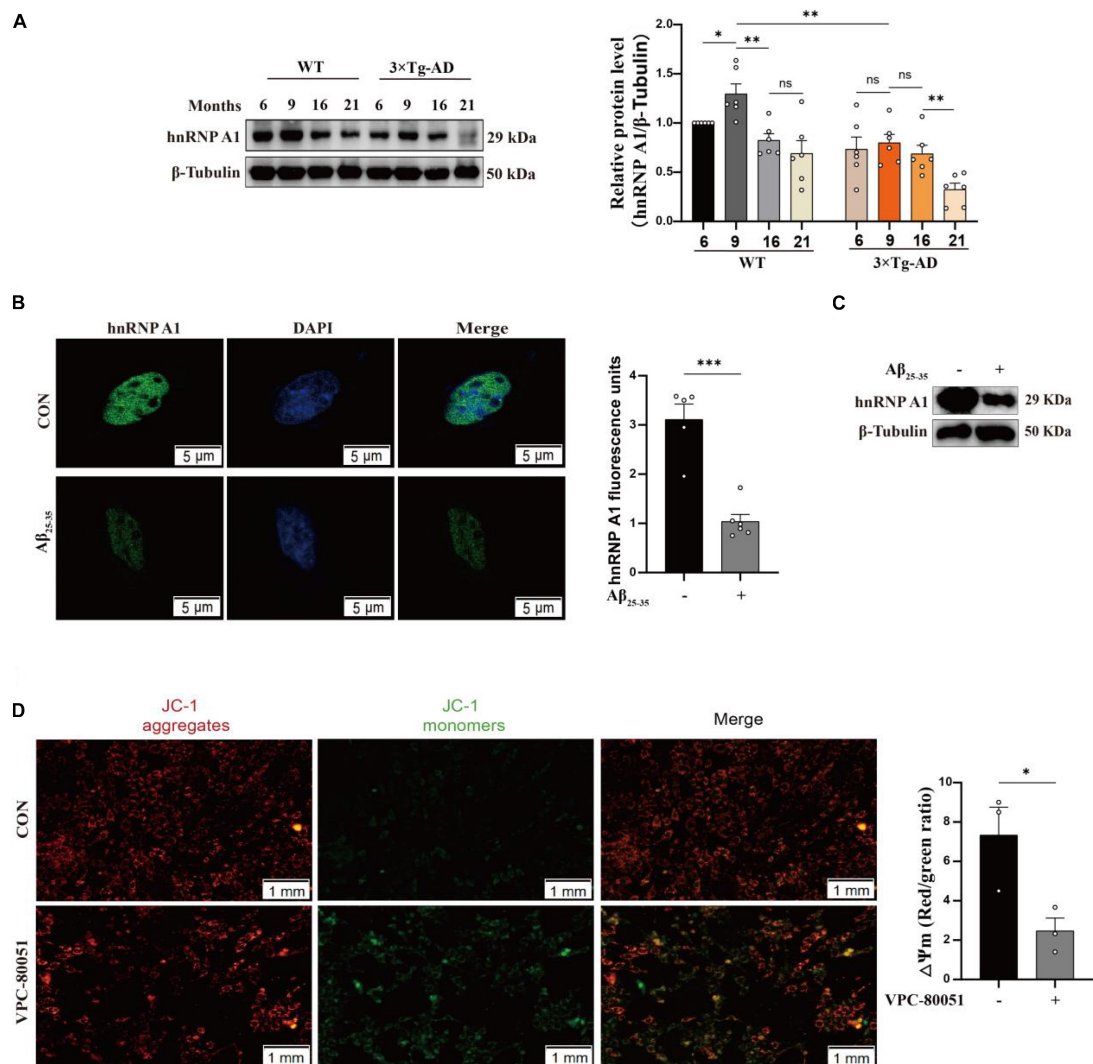 A
WT 3×Tg-AD
Months 6 9 16 21 6 9 16 21
hnRNP A1 29 kDa
β-Tubulin 50 kDa
Relative protein level
(hnRNP A1/β-Tubulin)
2.0
1.5
1.0
0.5
0.0
* ** ns ** ns ns **
6 9 16 21 6 9 16 21
WT 3×Tg-AD
B
hnRNP A1 DAPI Merge
CON
5 μm 5 μm 5 μm
Aβ25-35
5 μm 5 μm 5 μm
hnRNP A1 fluorescence units
4
3
2
1
0
***
Aβ25-35 - +
C
Aβ25-35 - +
hnRNP A1 29 KDa
β-Tubulin 50 KDa
D
JC-1 aggregates
JC-1 monomers
Merge
CON
1 mm 1 mm 1 mm
VPC-80051
1 mm 1 mm 1 mm
△Ψm (Red/green ratio)
10
8
6
4
2
0
*
VPC-80051 - +